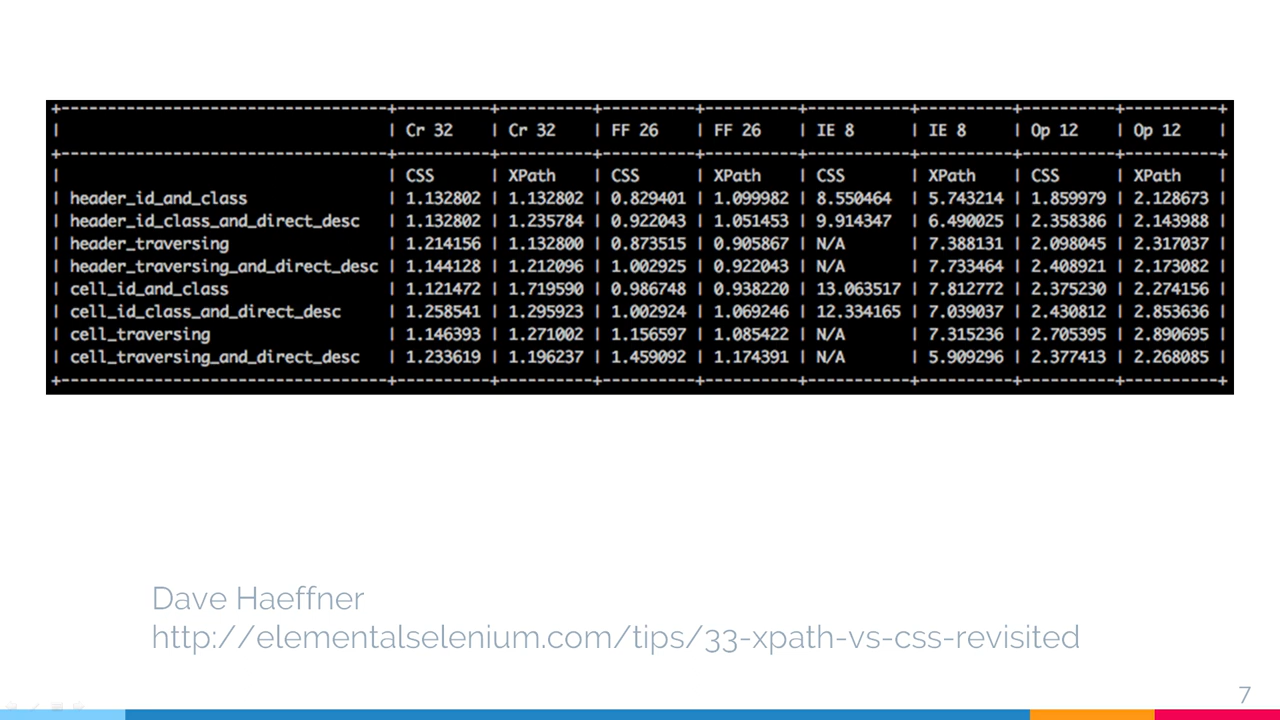 +-----------------------------------+----------+----------+----------+----------+-----------+----------+----------+----------+
| | Cr 32 | Cr 32 | FF 26 | FF 26 | IE 8 | IE 8 | Op 12 | Op 12 |
+-----------------------------------+----------+----------+----------+----------+-----------+----------+----------+----------+
| | CSS | XPath | CSS | XPath | CSS | XPath | CSS | XPath |
| header_id_and_class | 1.132802 | 1.132802 | 0.829401 | 1.099982 | 8.550464 | 5.743214 | 1.859979 | 2.128673 |
| header_id_class_and_direct_desc | 1.132802 | 1.235784 | 0.922043 | 1.051453 | 9.914347 | 6.490025 | 2.358386 | 2.143988 |
| header_traversing | 1.214156 | 1.132800 | 0.873515 | 0.905867 | N/A | 7.388131 | 2.098045 | 2.317037 |
| header_traversing_and_direct_desc | 1.144128 | 1.212096 | 1.002925 | 0.922043 | N/A | 7.733464 | 2.408921 | 2.173082 |
| cell_id_and_class | 1.121472 | 1.719590 | 0.986748 | 0.938220 | 13.063517 | 7.812772 | 2.375230 | 2.274156 |
| cell_id_class_and_direct_desc | 1.258541 | 1.295923 | 1.002924 | 1.069246 | 12.334165 | 7.039037 | 2.430812 | 2.853636 |
| cell_traversing | 1.146393 | 1.271002 | 1.156597 | 1.085422 | N/A | 7.315236 | 2.705395 | 2.890695 |
| cell_traversing_and_direct_desc | 1.233619 | 1.196237 | 1.459092 | 1.174391 | N/A | 5.909296 | 2.377413 | 2.268085 |
+-----------------------------------+----------+----------+----------+----------+-----------+----------+----------+----------+
Dave Haeffner
http://elementalselenium.com/tips/33-xpath-vs-css-revisited
7